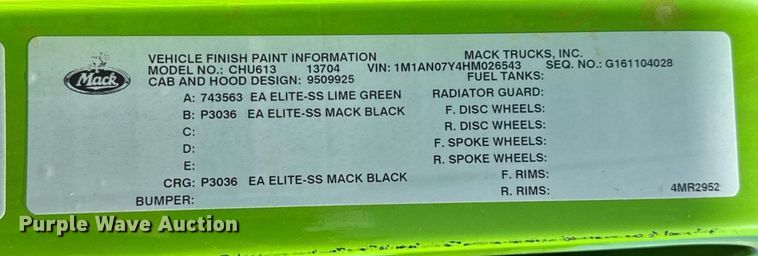 VEHICLE FINISH PAINT INFORMATION MACK TRUCKS, INC.
MODEL NO.: CHU613 13704 VIN: 1M1AN07Y4HM026543 SEQ. NO.: G161104028
CAB AND HOOD DESIGN: 9509925 FUEL TANKS:
Mack
A: 743563 EA ELITE-SS LIME GREEN RADIATOR GUARD:
B: P3036 EA ELITE-SS MACK BLACK F. DISC WHEELS:
C: R. DISC WHEELS:
D: F. SPOKE WHEELS:
E: R. SPOKE WHEELS:
CRG: P3036 EA ELITE-SS MACK BLACK F. RIMS:
BUMPER: R. RIMS: 4MR2952
Purple Wave Auction